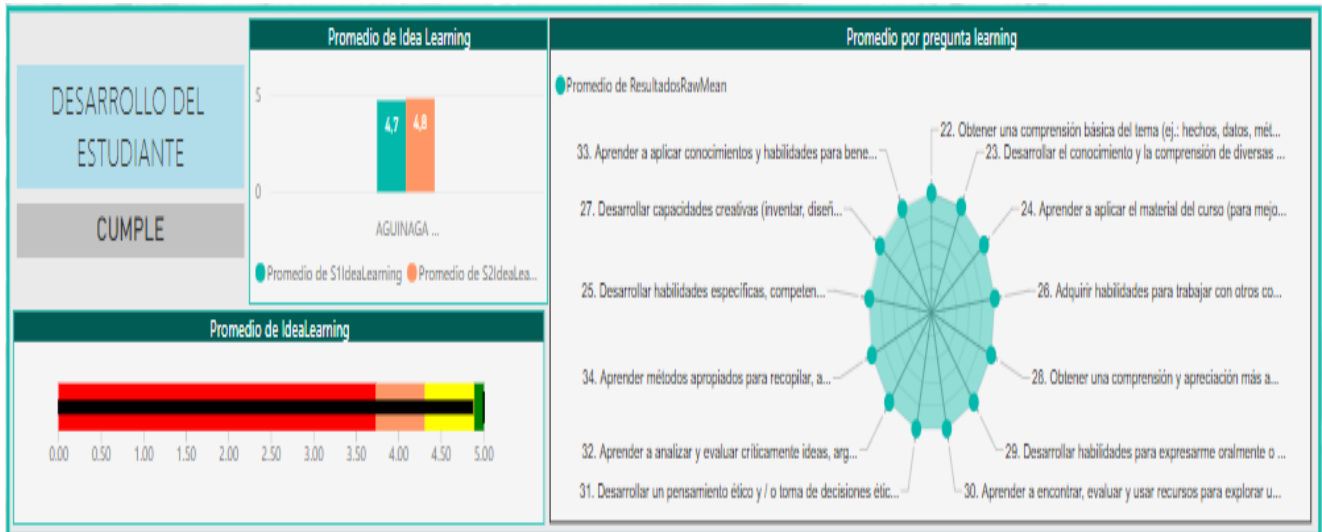 DESARROLLO DEL
ESTUDIANTE
CUMPLE
Promedio de Idea Learning
5
4,7
4,8
0
AGUINAGA ...
Promedio de S1IdeaLearning
Promedio de S2IdeaLea...
Promedio de IdeaLearning
0.00
0.50
1.00
1.50
2.00
2.50
3.00
3.50
4.00
4.50
5.00
Promedio por pregunta learning
Promedio de ResultadosRawMean
22. Obtener una comprensión básica del tema (ej.: hechos, datos, mét...
23. Desarrollar el conocimiento y la comprensión de diversas ...
24. Aprender a aplicar el material del curso (para mejo...
26. Adquirir habilidades para trabajar con otros co...
28. Obtener una comprensión y apreciación más a...
29. Desarrollar habilidades para expresarme oralmente o ...
30. Aprender a encontrar, evaluar y usar recursos para explorar u...
31. Desarrollar un pensamiento ético y / o toma de decisiones étic...
32. Aprender a analizar y evaluar críticamente ideas, arg...
34. Aprender métodos apropiados para recopilar, a...
25. Desarrollar habilidades específicas, competen...
27. Desarrollar capacidades creativas (inventar, diseñ...
33. Aprender a aplicar conocimientos y habilidades para bene...